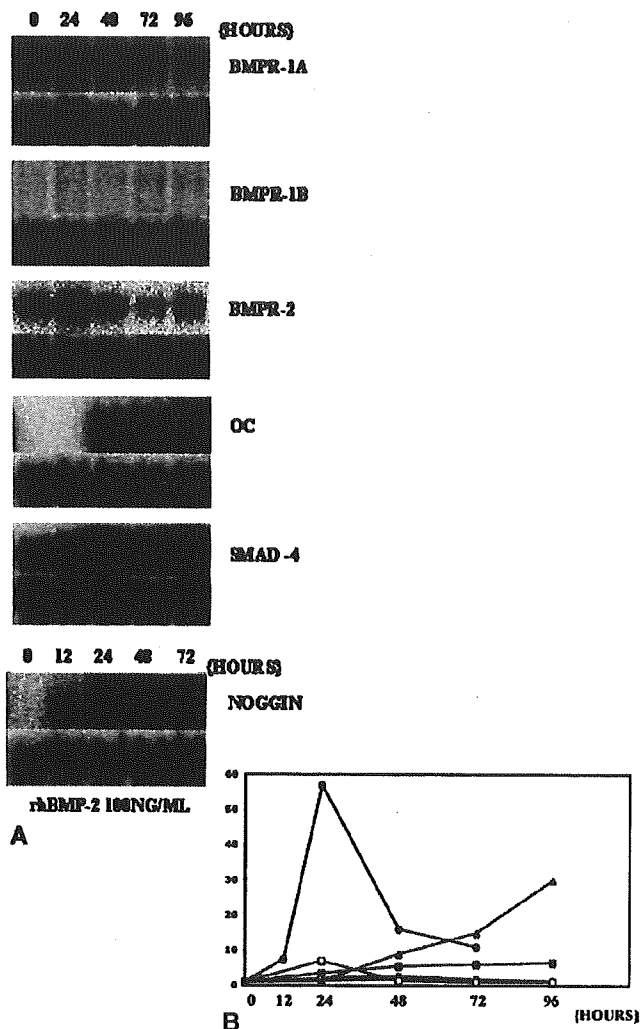 0 24 48 72 96 (HOURS)
BMPR-1A
BMPR-1B
BMPR-2
OC
SMAD-4
0 12 24 48 72 (HOURS)
NOGGIN
rhBMP-2 100NG/ML
A
60
50
40
30
20
10
0
0 12 24 48 72 96
(HOURS)
B